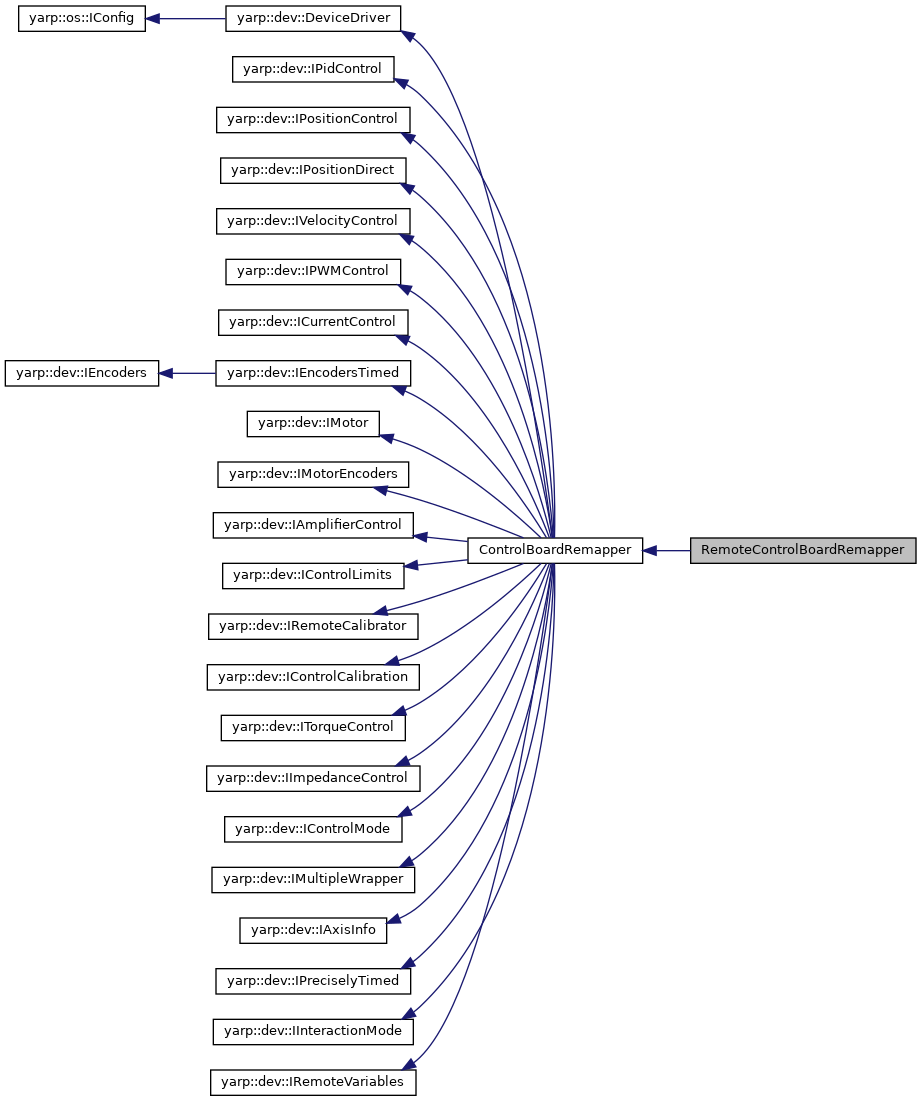 yarp::os::IConfig
yarp::dev::DeviceDriver
yarp::dev::IPidControl
yarp::dev::IPositionControl
yarp::dev::IPositionDirect
yarp::dev::IVelocityControl
yarp::dev::IPWMControl
yarp::dev::ICurrentControl
yarp::dev::IEncoders
yarp::dev::IEncodersTimed
yarp::dev::IMotor
yarp::dev::IMotorEncoders
yarp::dev::IAmplifierControl
ControlBoardRemapper
RemoteControlBoardRemapper
yarp::dev::IControlLimits
yarp::dev::IRemoteCalibrator
yarp::dev::IControlCalibration
yarp::dev::ITorqueControl
yarp::dev::IImpedanceControl
yarp::dev::IControlMode
yarp::dev::IMultipleWrapper
yarp::dev::IAxisInfo
yarp::dev::IPreciselyTimed
yarp::dev::IInteractionMode
yarp::dev::IRemoteVariables